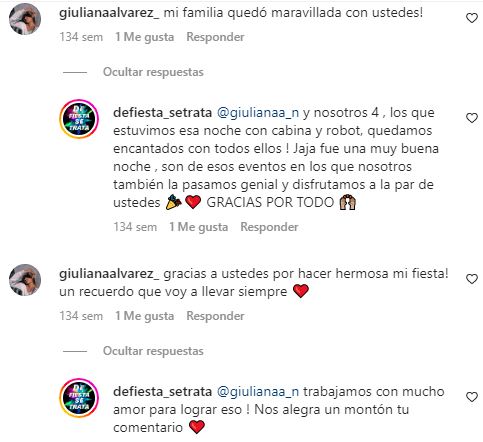 giulianaalvarez_ mi familia quedó maravillada con ustedes!
134 sem 1 Me gusta Responder
Ocultar respuestas
DE FIESTA SE TRATA
defiesta_setrata @giulianaa_n y nosotros 4 , los que
estuvimos esa noche con cabina y robot, quedamos
encantados con todos ellos ! Jaja fue una muy buena
noche , son de esos eventos en los que nosotros
también la pasamos genial y disfrutamos a la par de
ustedes 🎉❤️ GRACIAS POR TODO 🙌
134 sem 1 Me gusta Responder
giulianaalvarez_ gracias a ustedes por hacer hermosa mi fiesta!
un recuerdo que voy a llevar siempre ❤️
134 sem 1 Me gusta Responder
Ocultar respuestas
DE FIESTA SE TRATA
defiesta_setrata @giulianaa_n trabajamos con mucho
amor para lograr eso ! Nos alegra un montón tu
comentario ❤️